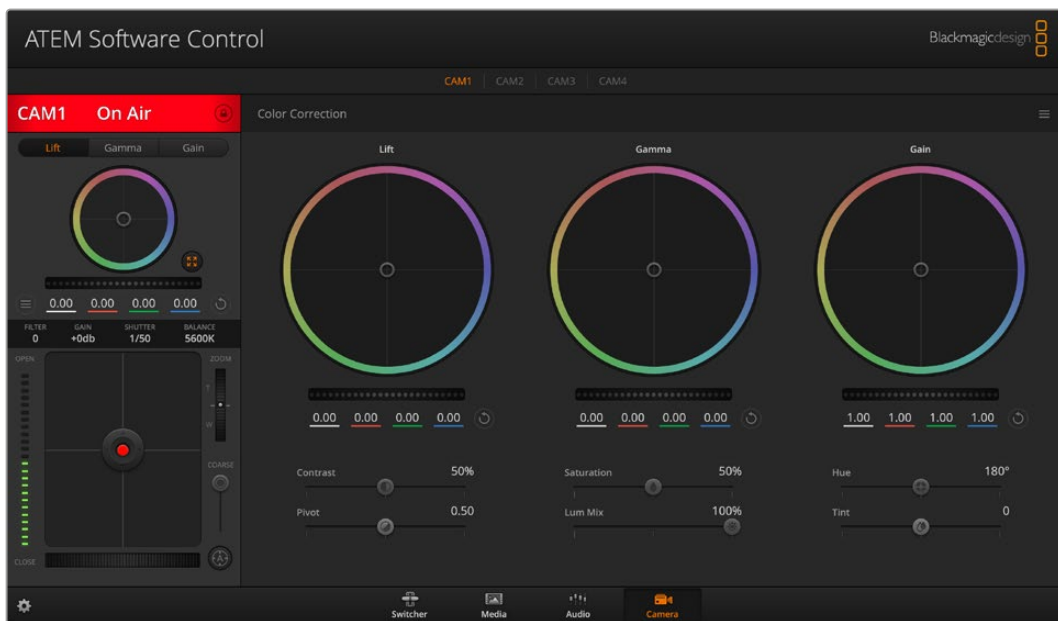 ATEM Software Control
Blackmagicdesign
CAM1 CAM2 CAM3 CAM4
CAM1 On Air
Color Correction
Lift Gamma Gain
Lift Gamma Gain
0.00 0.00 0.00 0.00
FILTER GAIN SHUTTER BALANCE
0 +0db 1/50 5600K
OPEN ZOOM
T
W
COARSE
CLOSE
A
0.00 0.00 0.00 0.00
0.00 0.00 0.00 0.00
1.00 1.00 1.00 1.00
Contrast 50%
Saturation 50%
Hue 180°
Pivot 0.50
Lum Mix 100%
Tint 0
Switcher Media Audio Camera